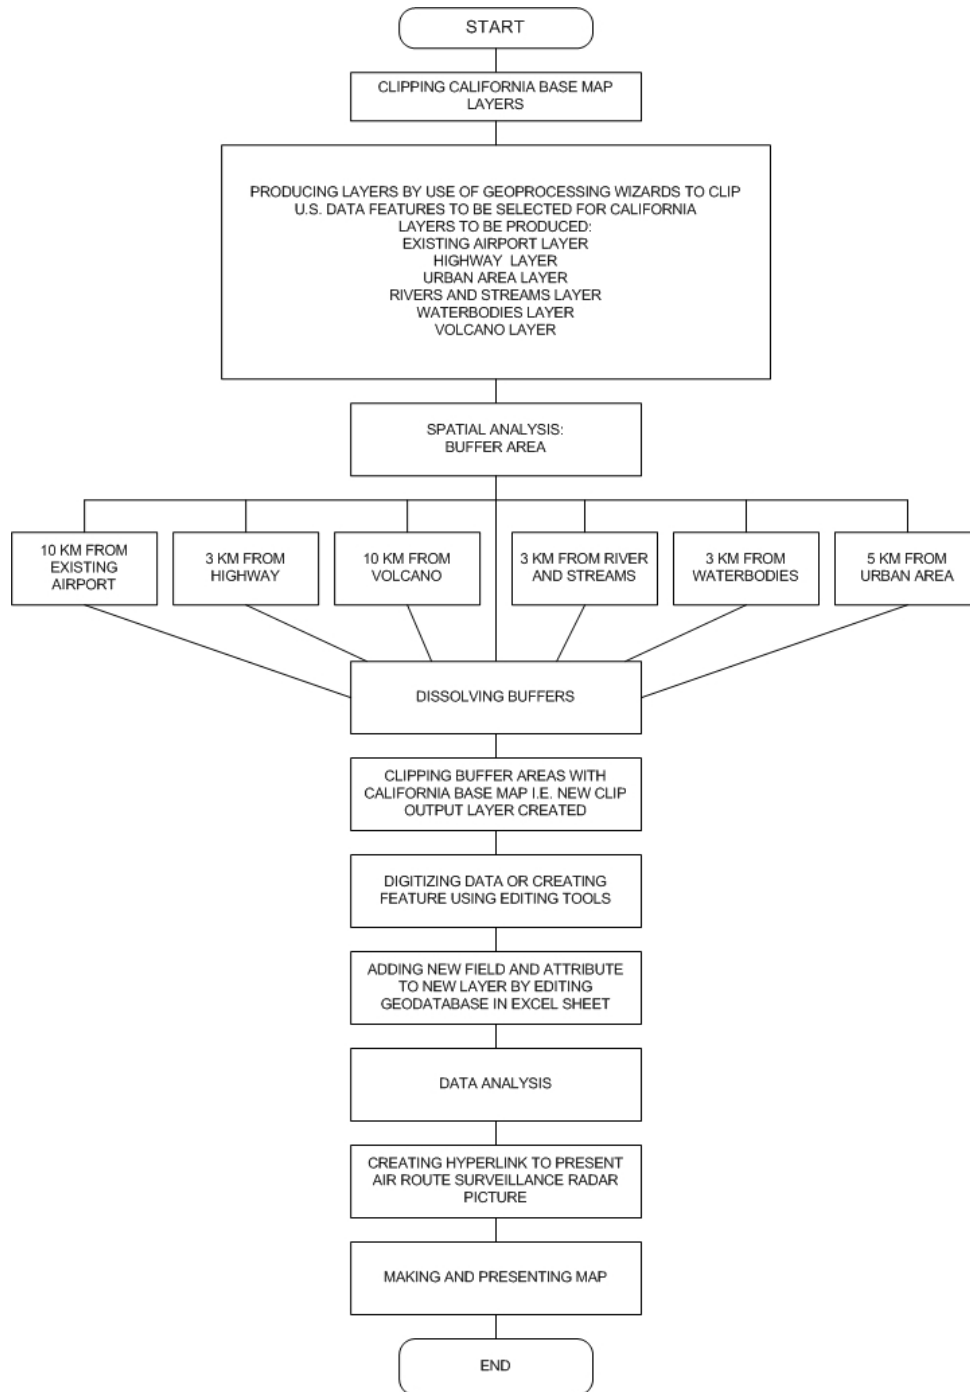 START
CLIPPING CALIFORNIA BASE MAP
LAYERS
PRODUCING LAYERS BY USE OF GEOPROCESSING WIZARDS TO CLIP
U.S. DATA FEATURES TO BE SELECTED FOR CALIFORNIA
LAYERS TO BE PRODUCED:
EXISTING AIRPORT LAYER
HIGHWAY LAYER
URBAN AREA LAYER
RIVERS AND STREAMS LAYER
WATERBODIES LAYER
VOLCANO LAYER
SPATIAL ANALYSIS:
BUFFER AREA
10 KM FROM
EXISTING
AIRPORT
3 KM FROM
HIGHWAY
10 KM FROM
VOLCANO
3 KM FROM RIVER
AND STREAMS
3 KM FROM
WATERBODIES
5 KM FROM
URBAN AREA
DISSOLVING BUFFERS
CLIPPING BUFFER AREAS WITH
CALIFORNIA BASE MAP I.E. NEW CLIP
OUTPUT LAYER CREATED
DIGITIZING DATA OR CREATING
FEATURE USING EDITING TOOLS
ADDING NEW FIELD AND ATTRIBUTE
TO NEW LAYER BY EDITING
GEODATABASE IN EXCEL SHEET
DATA ANALYSIS
CREATING HYPERLINK TO PRESENT
AIR ROUTE SURVEILLANCE RADAR
PICTURE
MAKING AND PRESENTING MAP
END